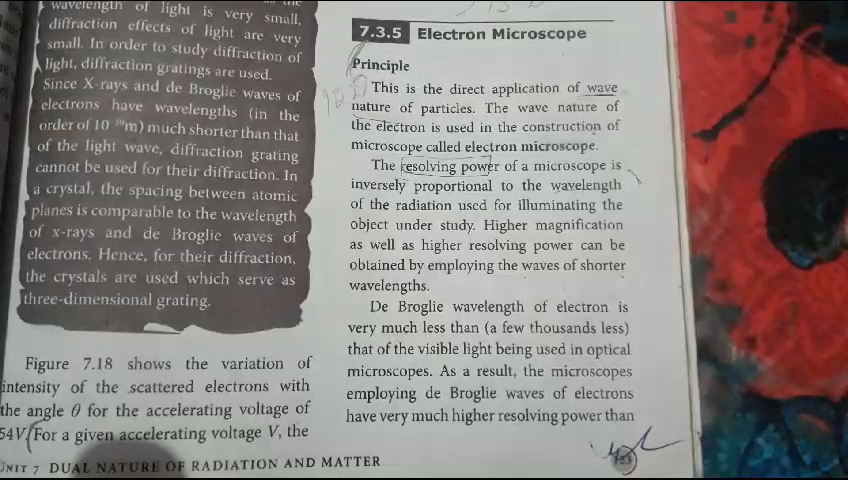 wavelength of light is very small,
diffraction effects of light are very
small. In order to study diffraction of
light, diffraction gratings are used.
Since X-rays and de Broglie waves of
electrons have wavelengths (in the
order of 10⁻¹⁰m) much shorter than that
of the light wave, diffraction grating
cannot be used for their diffraction. In
a crystal, the spacing between atomic
planes is comparable to the wavelength
of x-rays and de Broglie waves of
electrons. Hence, for their diffraction,
the crystals are used which serve as
three-dimensional grating.
Figure 7.18 shows the variation of
intensity of the scattered electrons with
the angle θ for the accelerating voltage of
54V. For a given accelerating voltage V, the
UNIT 7 DUAL NATURE OF RADIATION AND MATTER
7.3.5 Electron Microscope
Principle
This is the direct application of wave
nature of particles. The wave nature of
the electron is used in the construction of
microscope called electron microscope.
The resolving power of a microscope is
inversely proportional to the wavelength
of the radiation used for illuminating the
object under study. Higher magnification
as well as higher resolving power can be
obtained by employing the waves of shorter
wavelengths.
De Broglie wavelength of electron is
very much less than (a few thousands less)
that of the visible light being used in optical
microscopes. As a result, the microscopes
employing de Broglie waves of electrons
have very much higher resolving power than